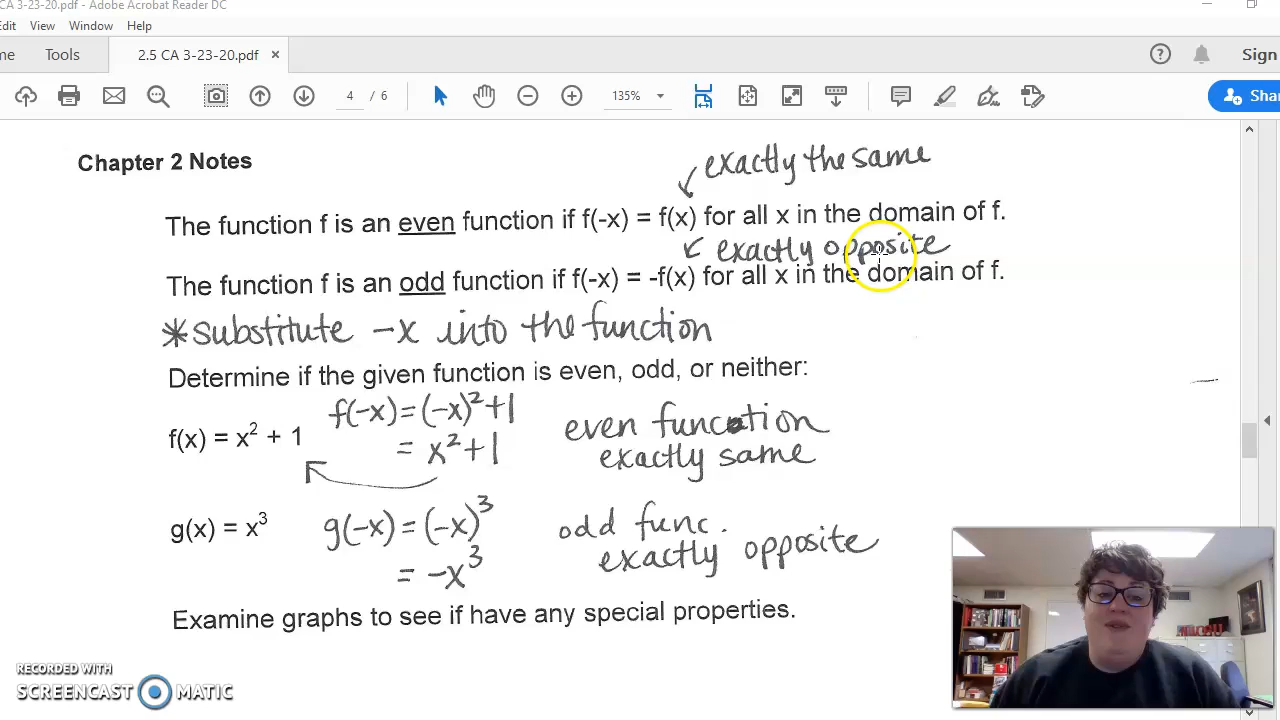 CA 3-23-20.pdf - Adobe Acrobat Reader DC
Edit View Window Help
me Tools 2.5 CA 3-23-20.pdf × Sign
4 / 6 135% Shar
Chapter 2 Notes
exactly the same
The function f is an even function if f(-x) = f(x) for all x in the domain of f.
exactly opposite
The function f is an odd function if f(-x) = -f(x) for all x in the domain of f.
*substitute -x into the function
Determine if the given function is even, odd, or neither:
f(x) = x² + 1
f(-x) = (-x)² + 1
= x² + 1
even function
exactly same
g(x) = x³
g(-x) = (-x)³
= -x³
odd func.
exactly opposite
Examine graphs to see if have any special properties.
RECORDED WITH
SCREENCAST MATIC